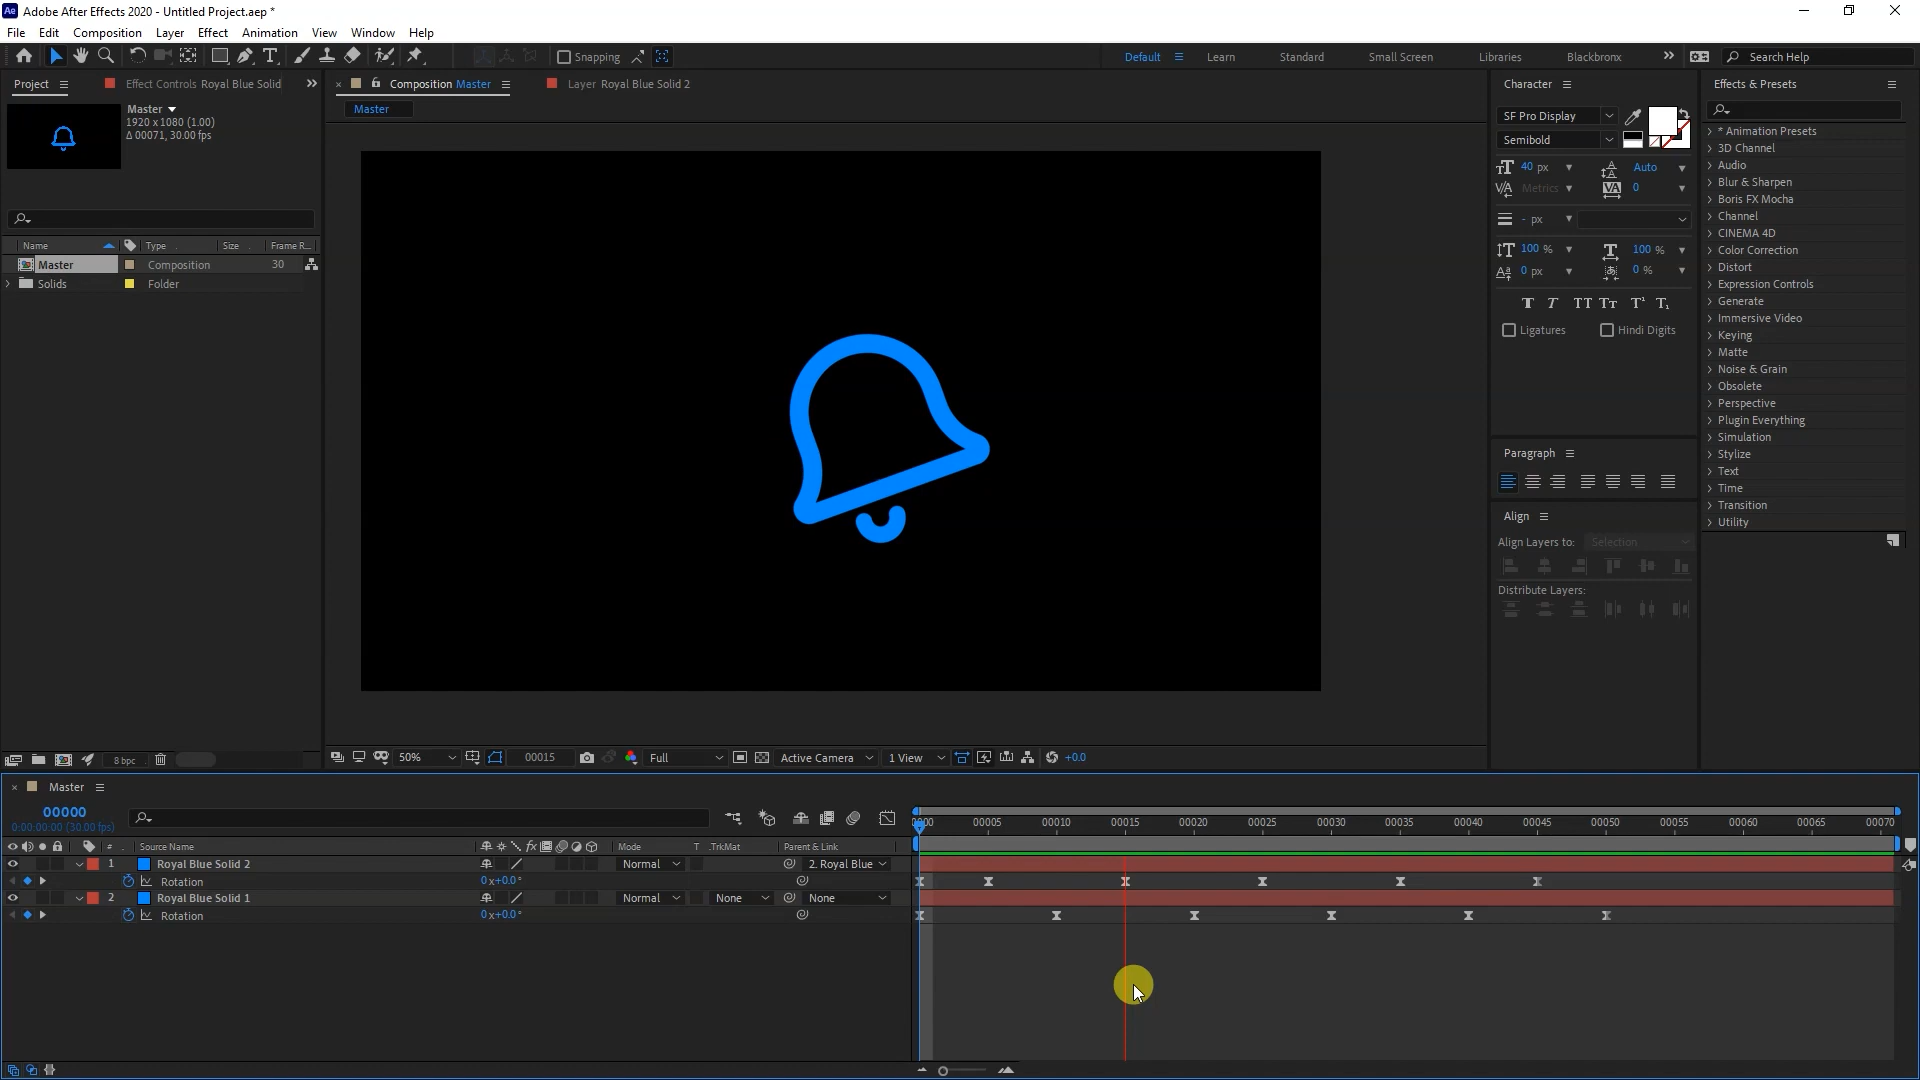 Adobe After Effects 2020 - Untitled Project.aep *
File Edit Composition Layer Effect Animation View Window Help
Snapping
Default Learn Standard Small Screen Libraries Blackbronx Search Help
Project Effect Controls Royal Blue Solid
Composition Master Layer Royal Blue Solid 2
Master
Master
1920 x 1080 (1.00)
Δ 00071, 30.00 fps
Name Type Size Frame R...
Master Composition 30
Solids Folder
8 bpc
50% 00015 Full Active Camera 1 View +0.0
Character
SF Pro Display
Semibold
40 px Auto
Metrics 0
- px
100 % 100 %
0 px 0 %
Ligatures Hindi Digits
Paragraph
Align
Align Layers to: Selection
Distribute Layers:
Effects & Presets
* Animation Presets
3D Channel
Audio
Blur & Sharpen
Boris FX Mocha
Channel
CINEMA 4D
Color Correction
Distort
Expression Controls
Generate
Immersive Video
Keying
Matte
Noise & Grain
Obsolete
Perspective
Plugin Everything
Simulation
Stylize
Text
Time
Transition
Utility
Master
00000
0:00:00:00 (30.00 fps)
00005 00010 00015 00020 00025 00030 00035 00040 00045 00050 00055 00060 00065 00070
# Source Name Mode T .TrkMat Parent & Link
1 Royal Blue Solid 2 Normal 2. Royal Blue
Rotation 0x+0.0°
2 Royal Blue Solid 1 Normal None None
Rotation 0x+0.0°